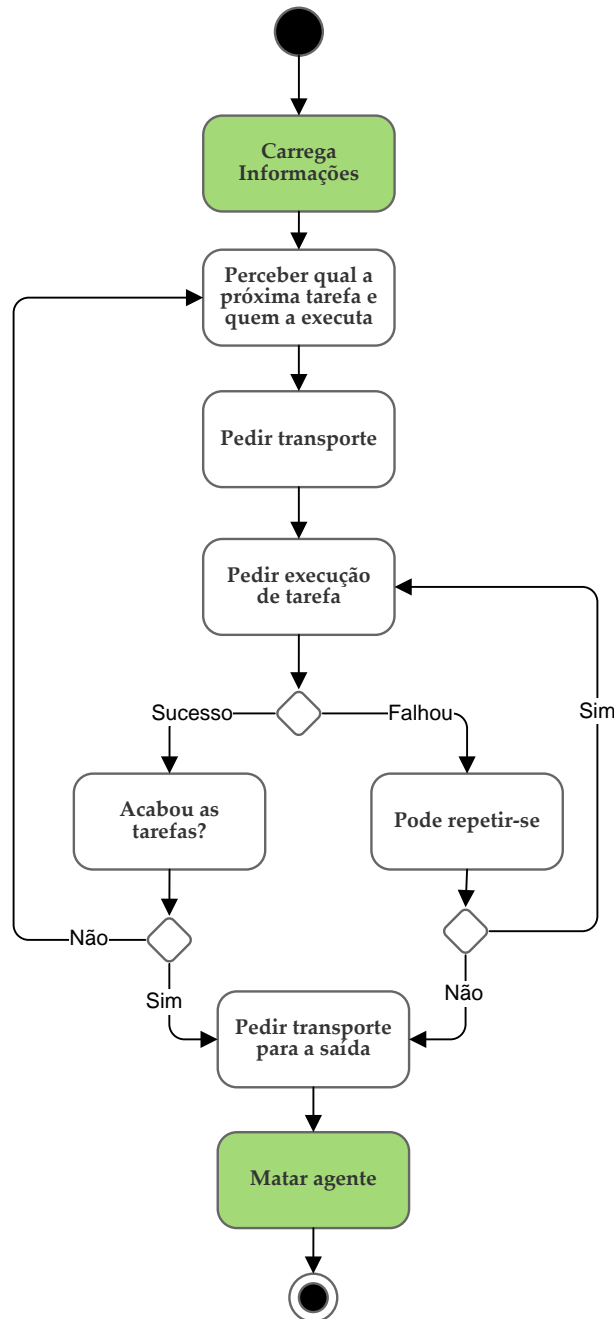 Carrega
Informações
Perceber qual a
próxima tarefa e
quem a executa
Pedir transporte
Pedir execução
de tarefa
Sucesso
Falhou
Sim
Acabou as
tarefas?
Pode repetir-se
Não
Sim
Não
Pedir transporte
para a saída
Matar agente